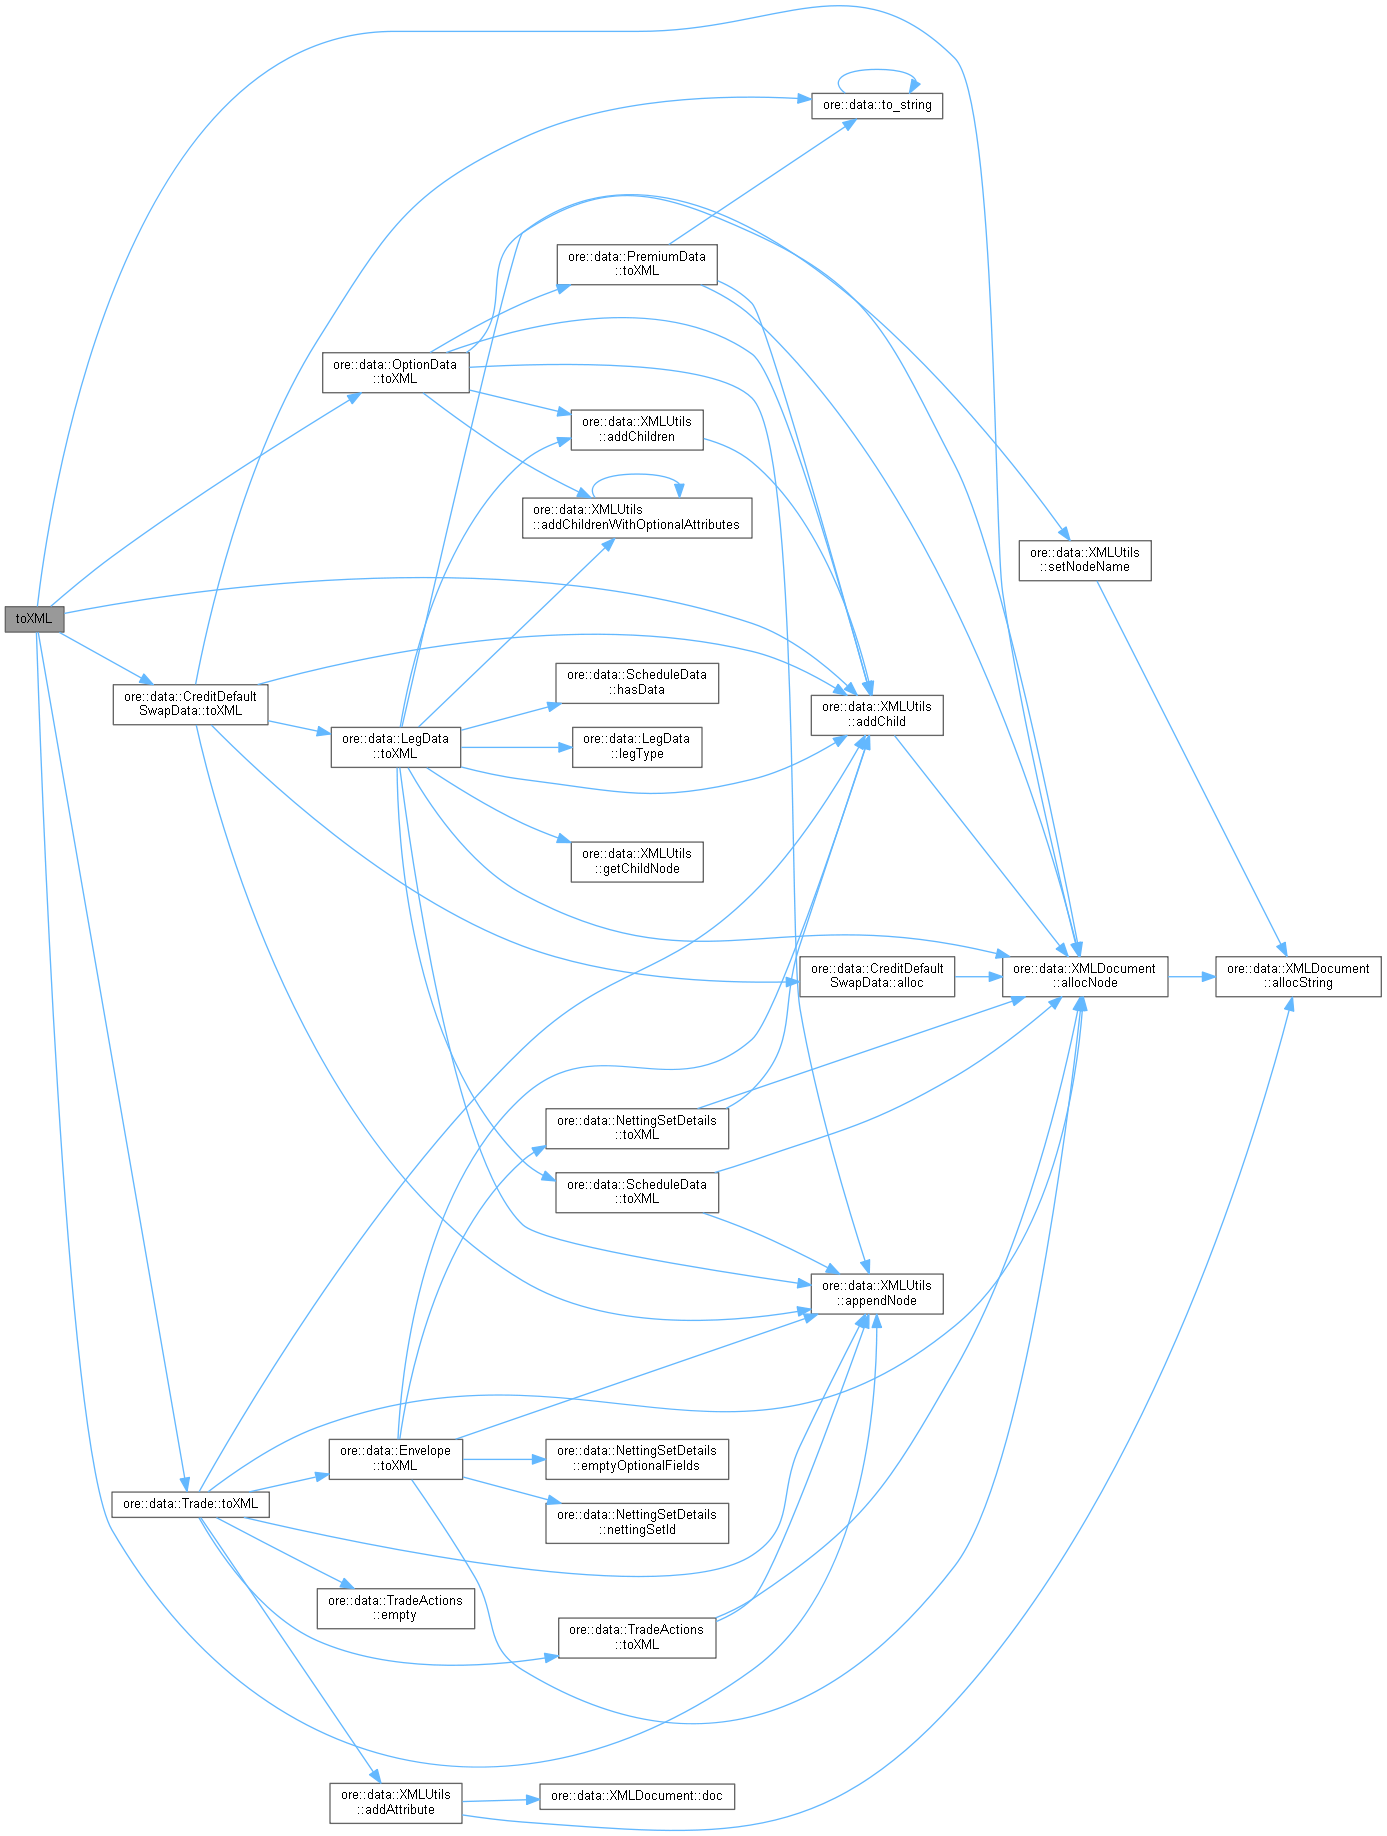 ore::data::to_string
ore::data::PremiumData
::toXML
ore::data::OptionData
::toXML
ore::data::XMLUtils
::addChildren
ore::data::XMLUtils
::addChildrenWithOptionalAttributes
ore::data::XMLUtils
::setNodeName
toXML
ore::data::CreditDefault
SwapData::toXML
ore::data::ScheduleData
::hasData
ore::data::LegData
::toXML
ore::data::LegData
::legType
ore::data::XMLUtils
::addChild
ore::data::XMLUtils
::getChildNode
ore::data::CreditDefault
SwapData::alloc
ore::data::XMLDocument
::allocNode
ore::data::XMLDocument
::allocString
ore::data::NettingSetDetails
::toXML
ore::data::ScheduleData
::toXML
ore::data::XMLUtils
::appendNode
ore::data::Envelope
::toXML
ore::data::NettingSetDetails
::emptyOptionalFields
ore::data::Trade::toXML
ore::data::NettingSetDetails
::nettingSetId
ore::data::TradeActions
::empty
ore::data::TradeActions
::toXML
ore::data::XMLUtils
::addAttribute
ore::data::XMLDocument::doc